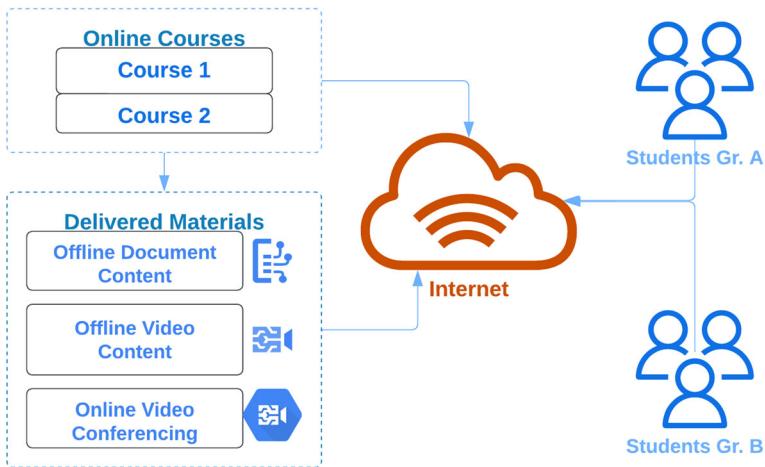 Online Courses
Course 1
Course 2
Delivered Materials
Offline Document
Content
Offline Video
Content
Online Video
Conferencing
Internet
Students Gr. A
Students Gr. B